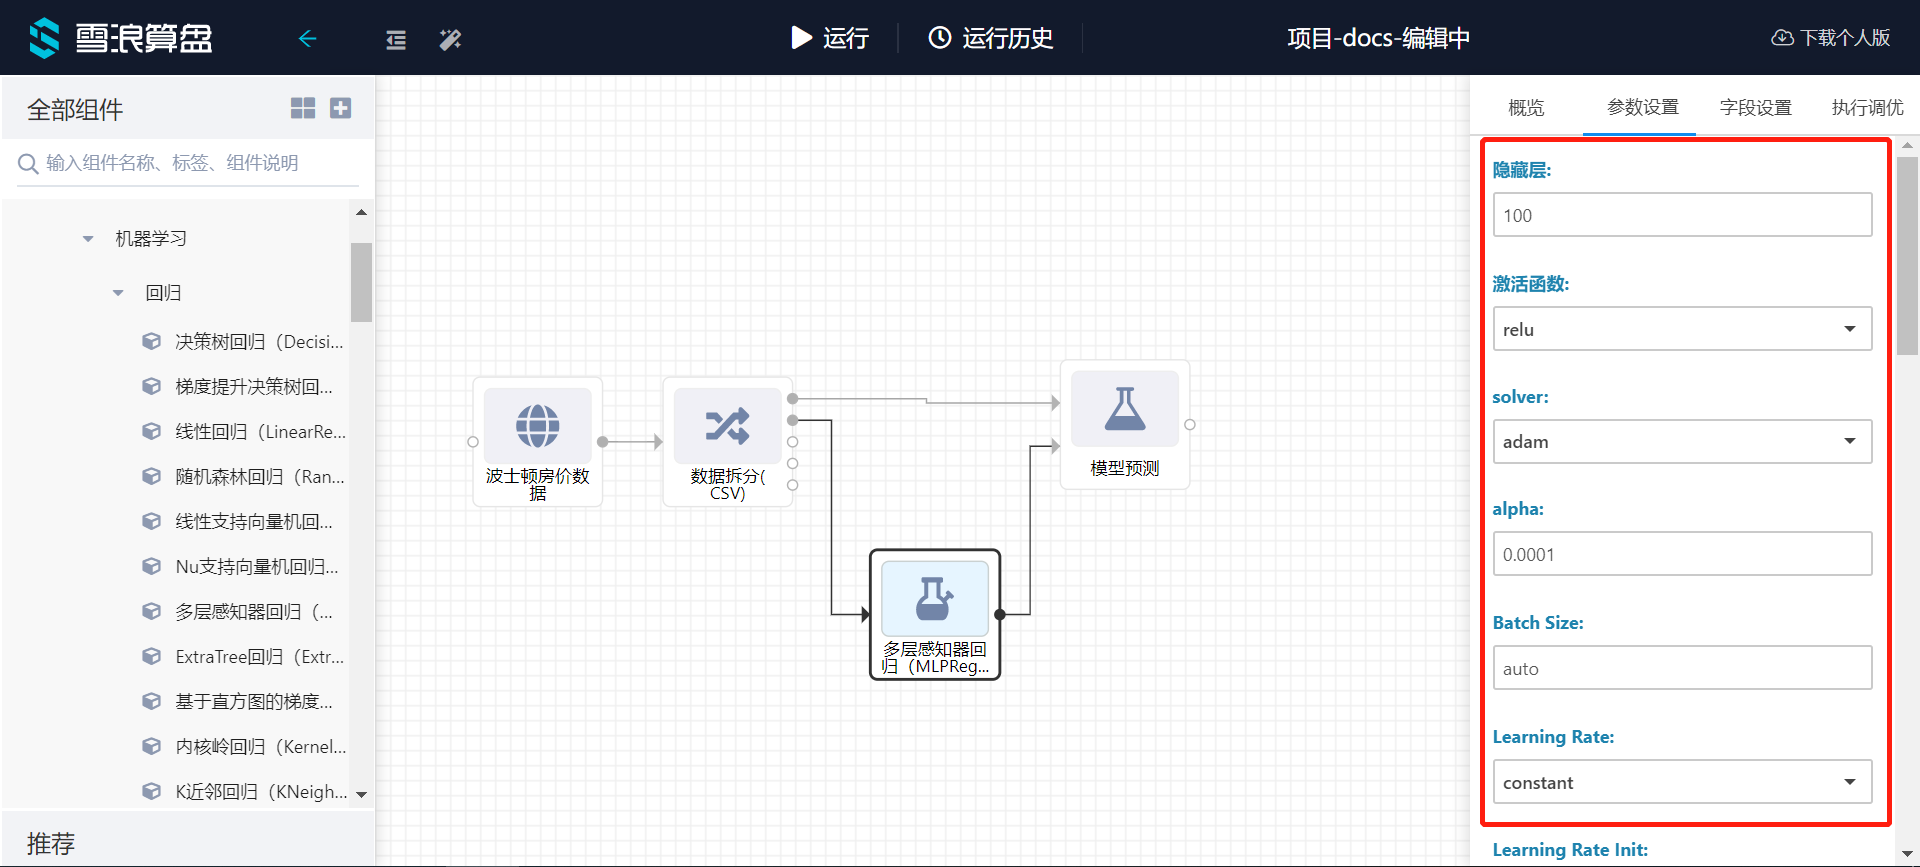 雪浪算盘
运行
运行历史
项目-docs-编辑中
下载个人版
全部组件
输入组件名称、标签、组件说明
机器学习
回归
决策树回归（Decisi...
梯度提升决策树回...
线性回归（LinearRe...
随机森林回归（Ran...
线性支持向量机回...
Nu支持向量机回归...
多层感知器回归（...
ExtraTree回归（Extr...
基于直方图的梯度...
内核岭回归（Kernel...
K近邻回归（KNeigh...
推荐
波士顿房价数
据
数据拆分(
CSV)
模型预测
多层感知器回
归（MLPReg...
概览
参数设置
字段设置
执行调优
隐藏层:
100
激活函数:
relu
solver:
adam
alpha:
0.0001
Batch Size:
auto
Learning Rate:
constant
Learning Rate Init: